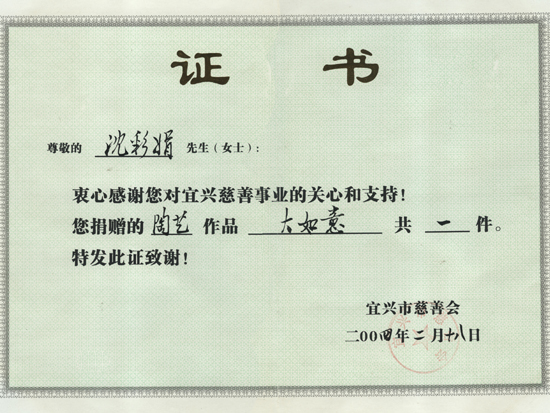 证 书
尊敬的 沈彩娟 先生(女士):
衷心感谢您对宜兴慈善事业的关心和支持!
您捐赠的 陶艺 作品 大如意 共 一 件。
特发此证致谢!
宜兴市慈善会
二00四年二月十八日